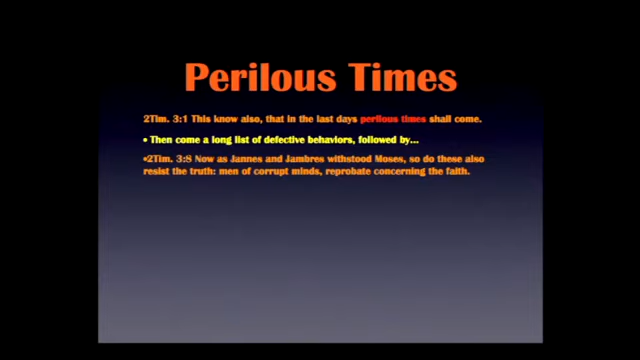 Perilous Times
2Tim. 3:1 This know also, that in the last days perilous times shall come.
• Then come a long list of defective behaviors, followed by...
•2Tim. 3:8 Now as Jannes and Jambres withstood Moses, so do these also
resist the truth: men of corrupt minds, reprobate concerning the faith.